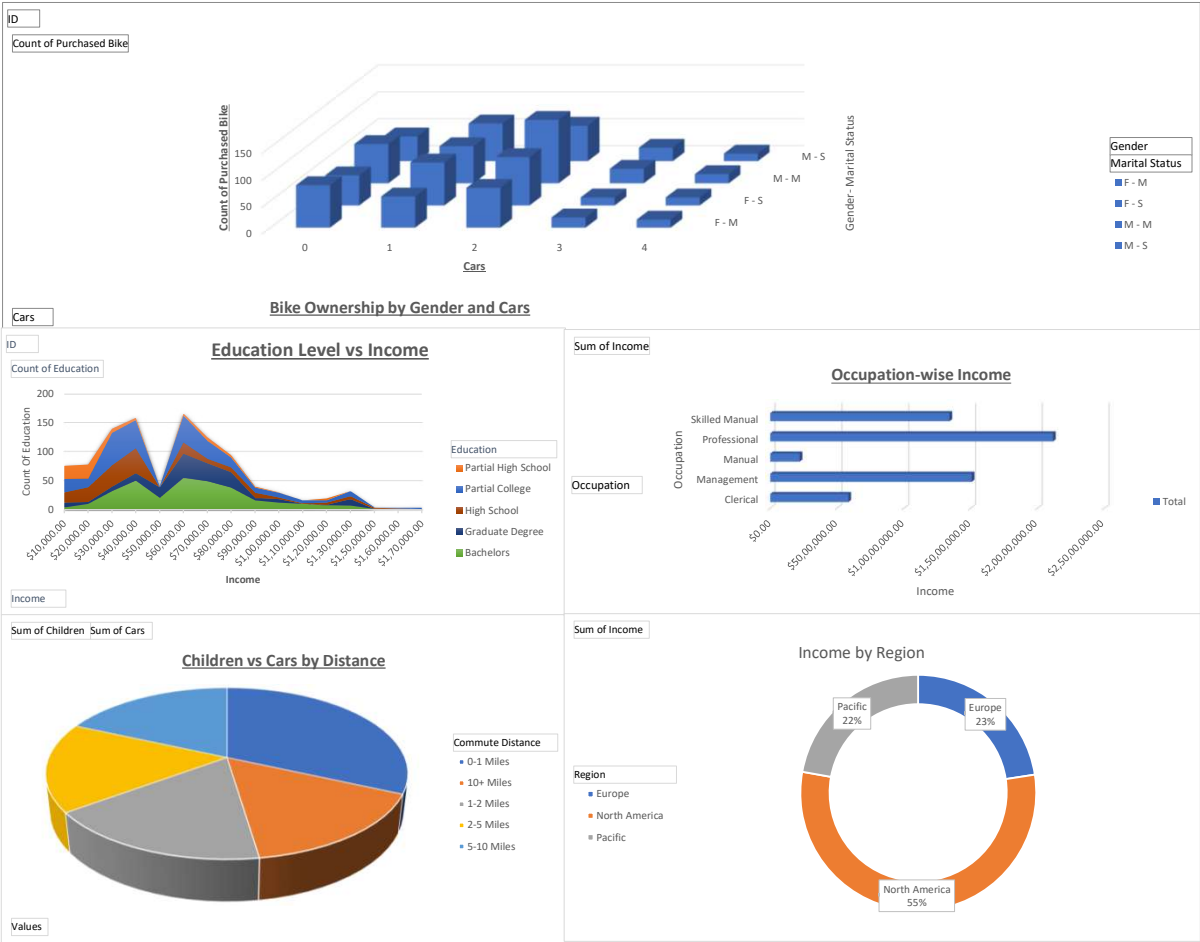 ID
Count of Purchased Bike
Count of Purchased Bike
150
100
50
0
0
1
2
3
4
Cars
M - S
M - M
F - S
F - M
Gender - Marital Status
Gender
Marital Status
F - M
F - S
M - M
M - S
Bike Ownership by Gender and Cars
Cars
ID
Education Level vs Income
Count of Education
Count Of Education
200
150
100
50
0
$10,000.00
$20,000.00
$30,000.00
$40,000.00
$50,000.00
$60,000.00
$70,000.00
$80,000.00
$90,000.00
$1,00,000.00
$1,10,000.00
$1,20,000.00
$1,30,000.00
$1,50,000.00
$1,60,000.00
$1,70,000.00
Income
Education
Partial High School
Partial College
High School
Graduate Degree
Bachelors
Income
Sum of Income
Occupation-wise Income
Occupation
Occupation
Skilled Manual
Professional
Manual
Management
Clerical
$0.00
$50,00,000.00
$1,00,00,000.00
$1,50,00,000.00
$2,00,00,000.00
$2,50,00,000.00
Income
Total
Sum of Children Sum of Cars
Children vs Cars by Distance
Commute Distance
0-1 Miles
10+ Miles
1-2 Miles
2-5 Miles
5-10 Miles
Values
Sum of Income
Income by Region
Pacific
22%
Europe
23%
North America
55%
Region
Europe
North America
Pacific